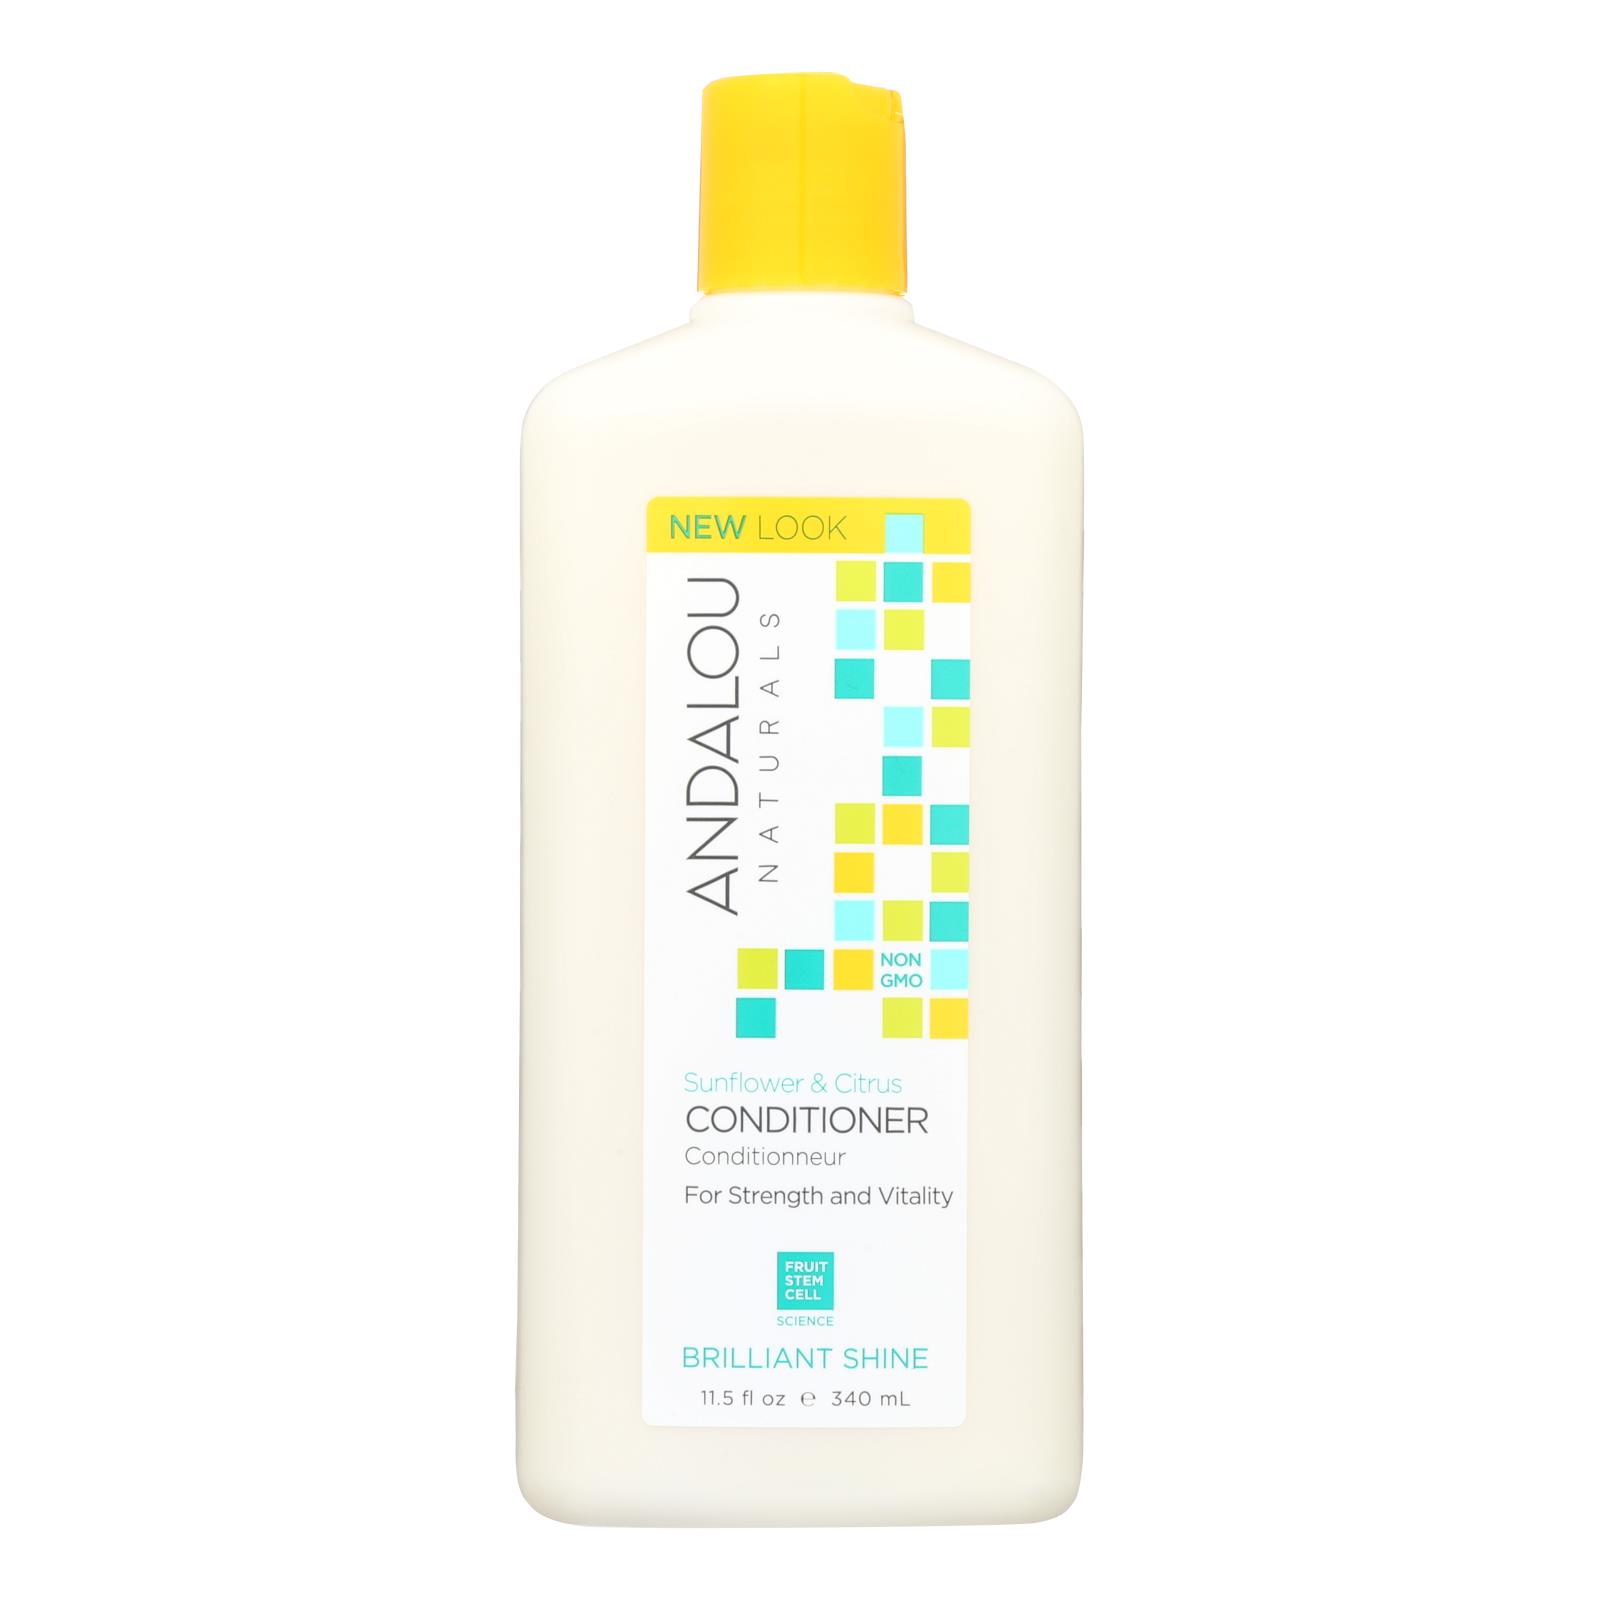 NEW LOOK
ANDALOU
NATURALS
NON
GMO
Sunflower & Citrus
CONDITIONER
Conditionneur
For Strength and Vitality
FRUIT
STEM
CELL
SCIENCE
BRILLIANT SHINE
11.5 fl oz ℮ 340 mL